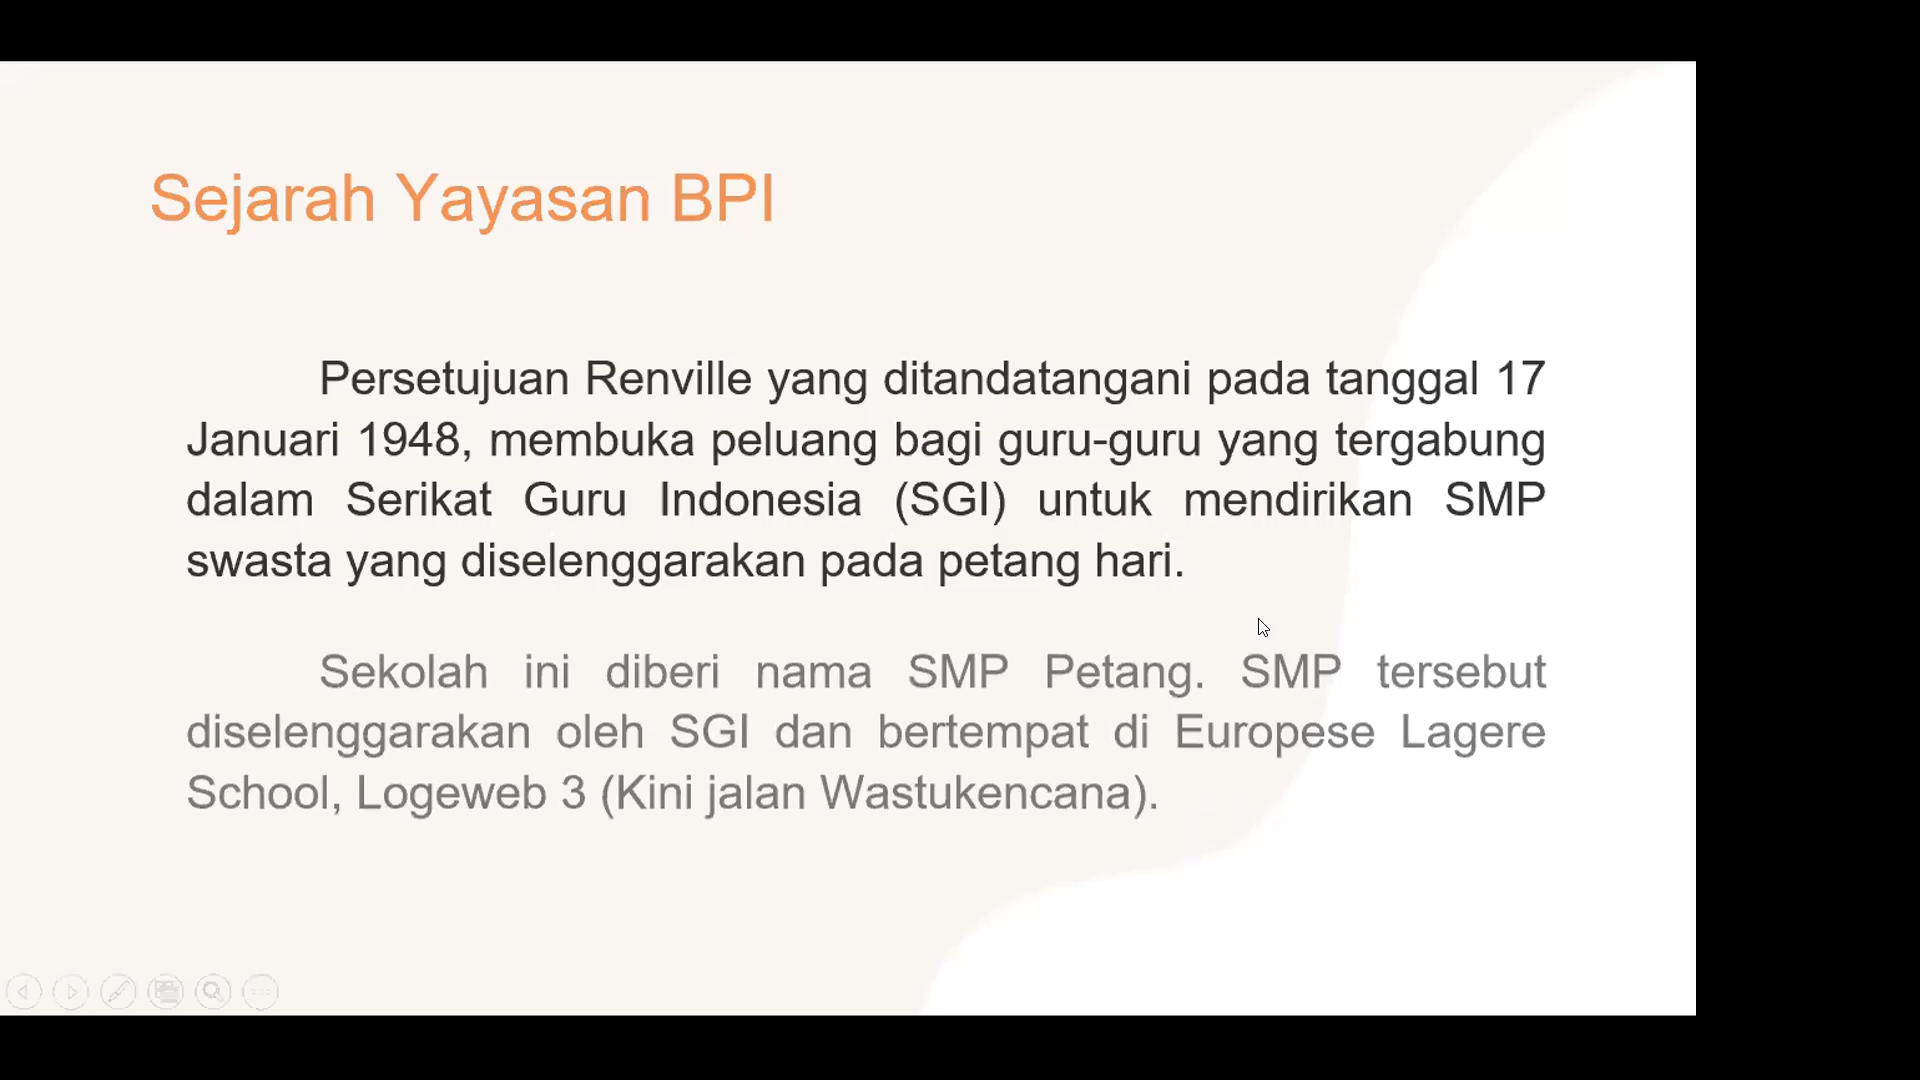 Sejarah Yayasan BPI
Persetujuan Renville yang ditandatangani pada tanggal 17
Januari 1948, membuka peluang bagi guru-guru yang tergabung
dalam Serikat Guru Indonesia (SGI) untuk mendirikan SMP
swasta yang diselenggarakan pada petang hari.
Sekolah ini diberi nama SMP Petang. SMP tersebut
diselenggarakan oleh SGI dan bertempat di Europese Lagere
School, Logeweb 3 (Kini jalan Wastukencana).